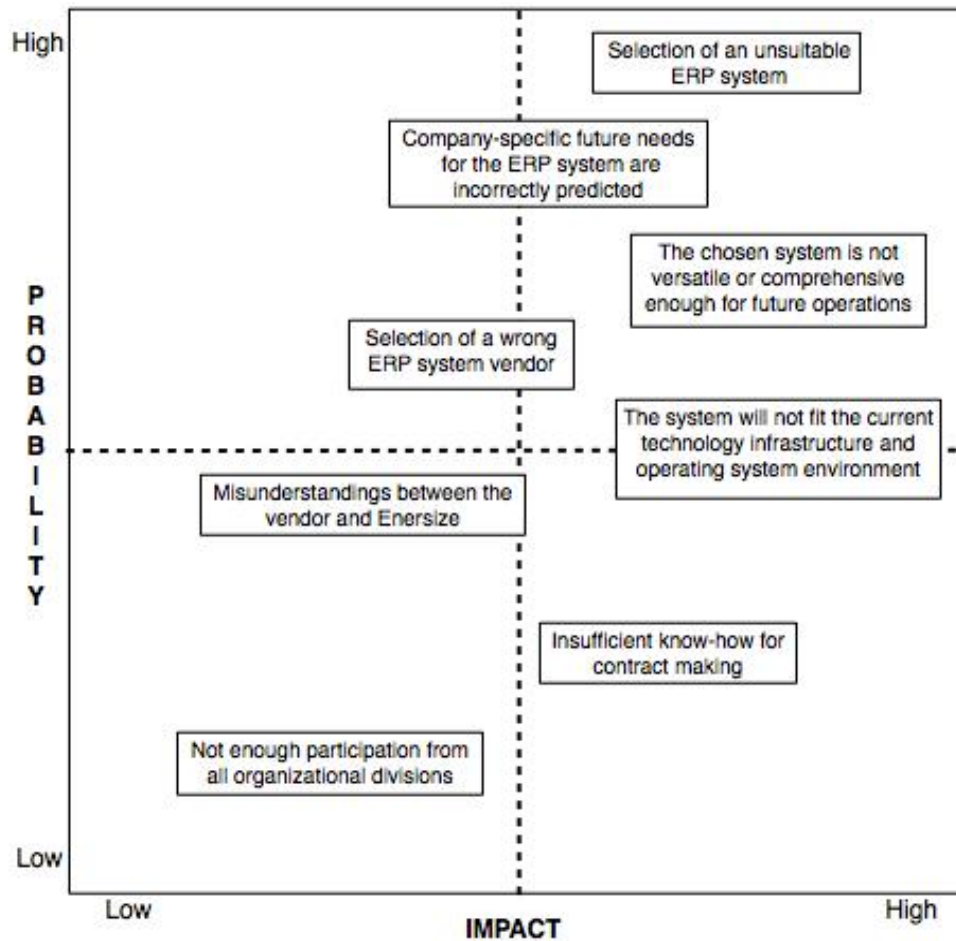 High
Selection of an unsuitable
ERP system
Company-specific future needs
for the ERP system are
incorrectly predicted
The chosen system is not
versatile or comprehensive
enough for future operations
PROBABILITY
Selection of a wrong
ERP system vendor
The system will not fit the current
technology infrastructure and
operating system environment
Misunderstandings between the
vendor and Enersize
Insufficient know-how for
contract making
Not enough participation from
all organizational divisions
Low
Low
IMPACT
High